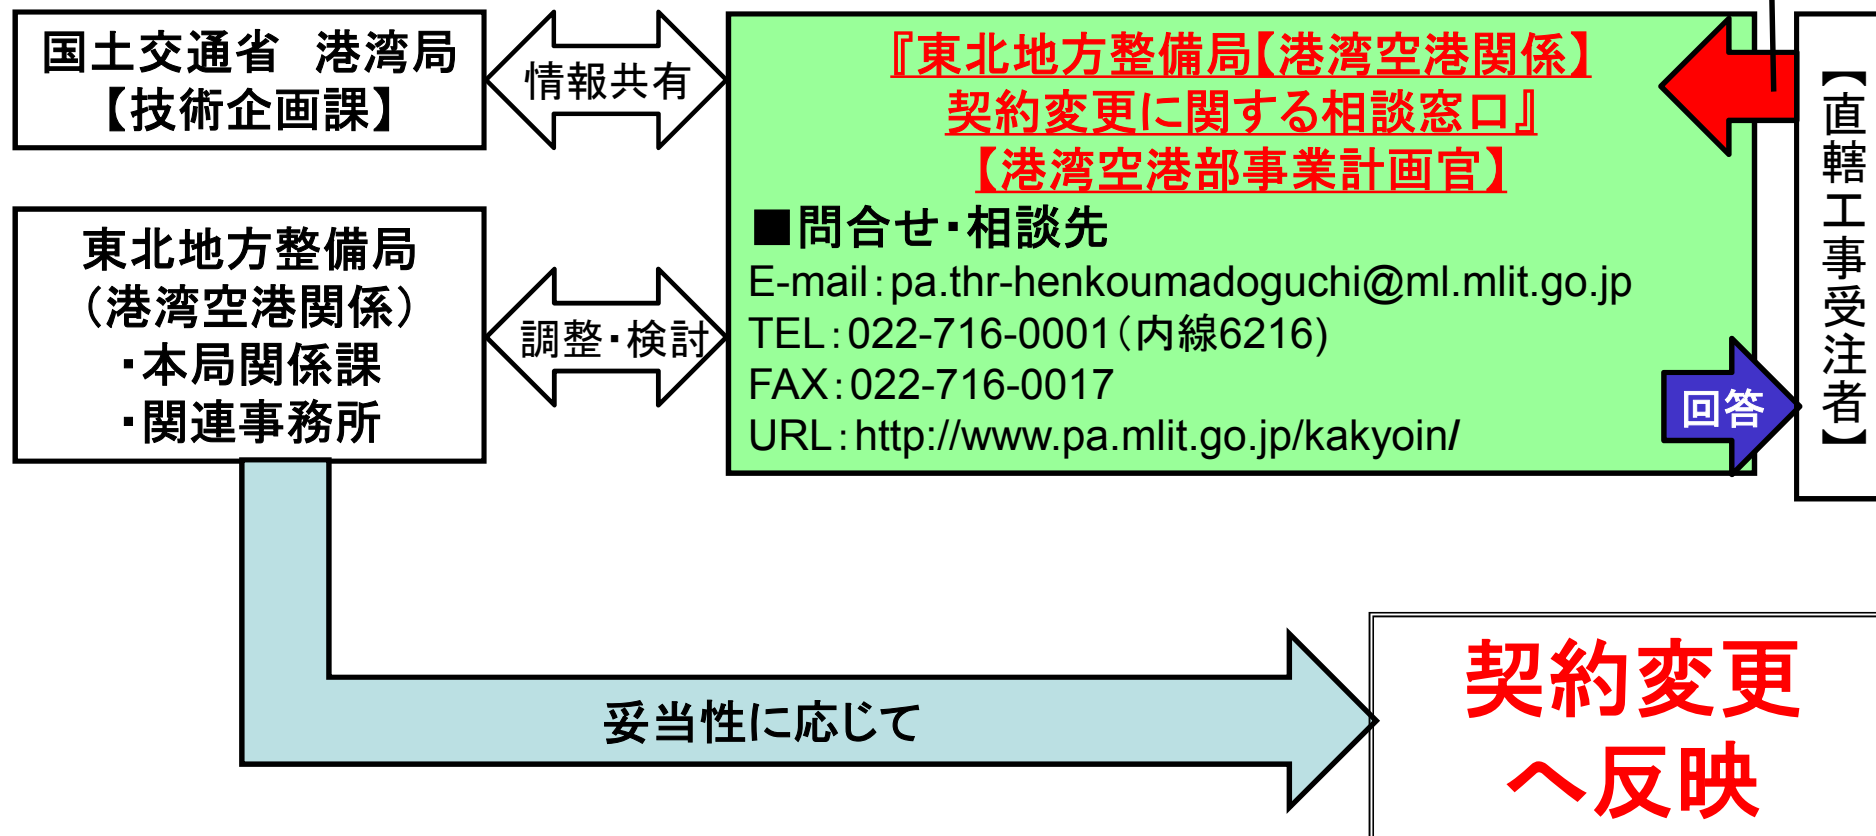 国土交通省　港湾局
【技術企画課】
情報共有
『東北地方整備局【港湾空港関係】
契約変更に関する相談窓口』
【港湾空港部事業計画官】
■問合せ・相談先
E-mail：pa.thr-henkoumadoguchi@ml.mlit.go.jp
TEL：022-716-0001（内線6216)
FAX：022-716-0017
URL：http://www.pa.mlit.go.jp/kakyoin/
【直轄工事受注者】
東北地方整備局
（港湾空港関係）
・本局関係課
・関連事務所
調整・検討
回答
妥当性に応じて
契約変更
へ反映